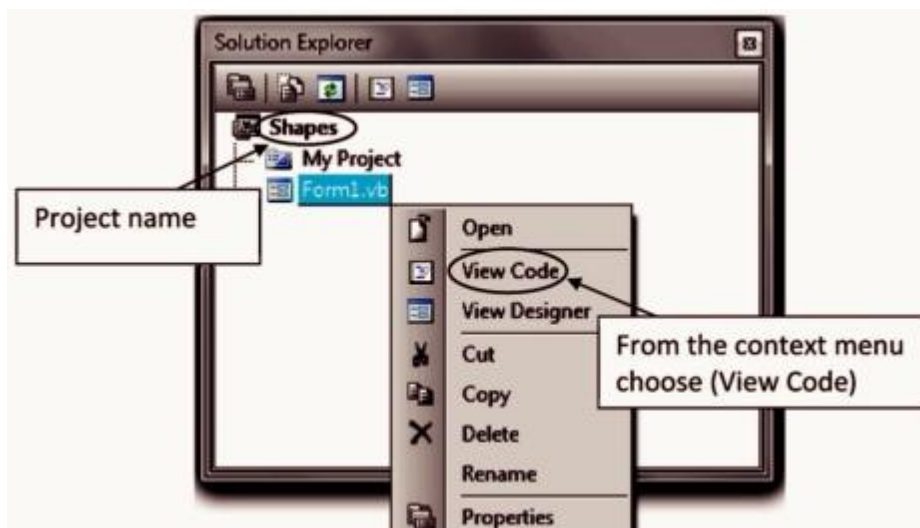 Solution Explorer
Shapes
My Project
Form1.vb
Project name
Open
View Code
View Designer
From the context menu
choose (View Code)
Cut
Copy
Delete
Rename
Properties